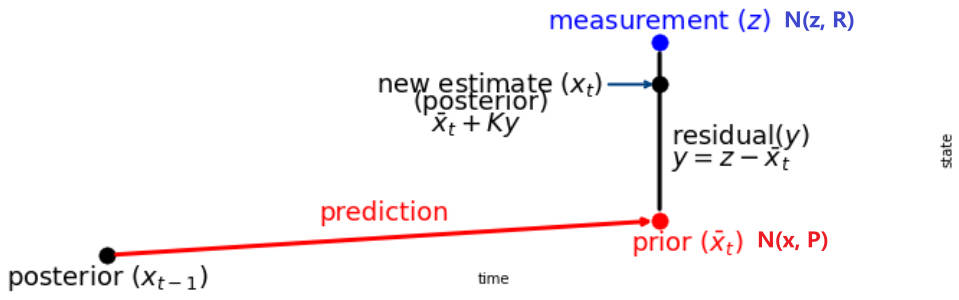 measurement (z) N(z, R)
new estimate (xₜ)
(posterior)
x̄ₜ + Ky
residual(y)
y = z − x̄ₜ
prediction
prior (x̄ₜ) N(x, P)
posterior (xₜ₋₁)
time
state